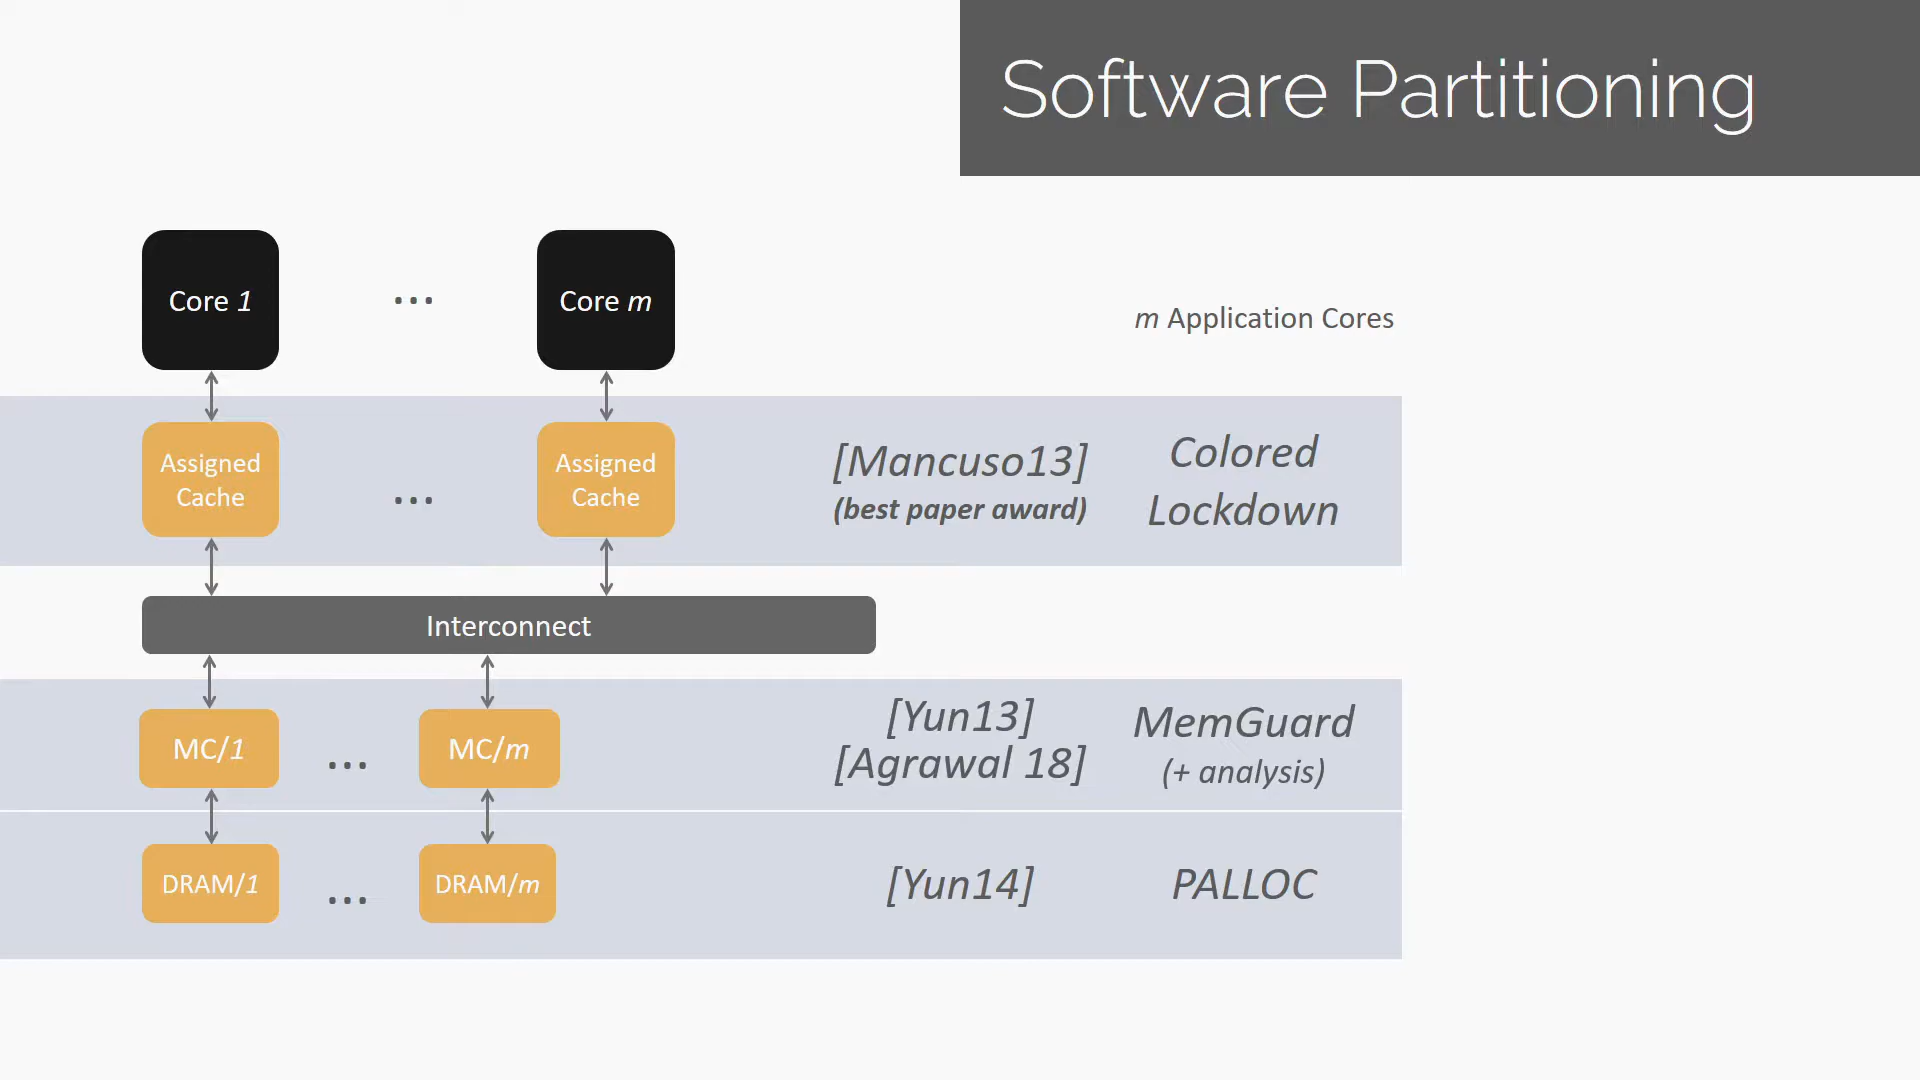 Software Partitioning
Core 1
...
Core m
m Application Cores
Assigned
Cache
...
Assigned
Cache
[Mancuso13]
(best paper award)
Colored
Lockdown
Interconnect
MC/1
...
MC/m
[Yun13]
[Agrawal 18]
MemGuard
(+ analysis)
DRAM/1
...
DRAM/m
[Yun14]
PALLOC